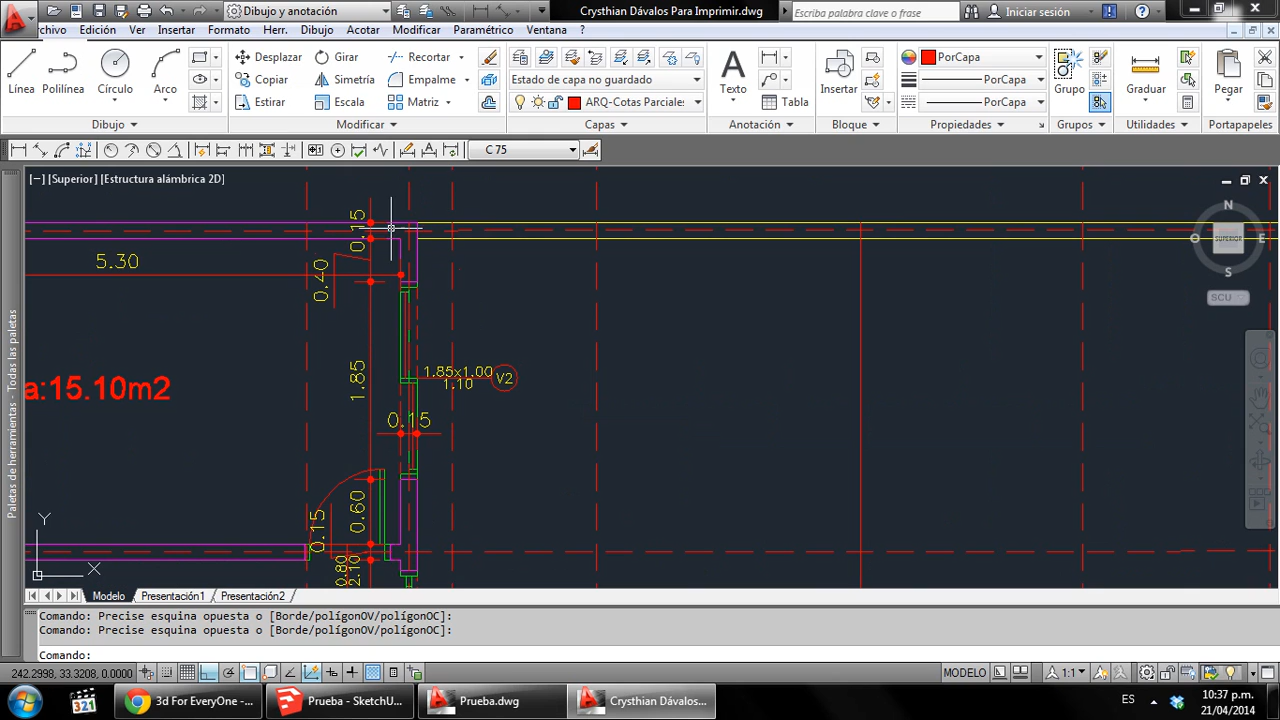 Dibujo y anotación
Crysthian Dávalos Para Imprimir.dwg
Escriba palabra clave o frase
Iniciar sesión
chivo Edición Ver Insertar Formato Herr. Dibujo Acotar Modificar Paramétrico Ventana ?
Línea Polilínea Círculo Arco
Desplazar Girar Recortar
Copiar Simetría Empalme
Estirar Escala Matriz
Estado de capa no guardado
ARQ-Cotas Parciales
Texto
Tabla
Insertar
PorCapa
PorCapa
PorCapa
Grupo
Graduar
Pegar
Dibujo Modificar Capas Anotación Bloque Propiedades Grupos Utilidades Portapapeles
C 75
[−] [Superior] [Estructura alámbrica 2D]
N
O SUPERIOR E
S
SCU
0.15
5.30
0.40
1.85
a:15.10m2
1.85x1.00
1.10
V2
0.15
0.60
0.15
0.80
2.10
Y
X
Paletas de herramientas - Todas las paletas
Modelo Presentación1 Presentación2
Comando: Precise esquina opuesta o [Borde/polígonOV/polígonOC]:
Comando: Precise esquina opuesta o [Borde/polígonOV/polígonOC]:
Comando:
242.2998, 33.3208, 0.0000
MODELO
1:1
321
3d For EveryOne -...
Prueba - SketchU...
Prueba.dwg
Crysthian Dávalos...
ES
10:37 p.m.
21/04/2014